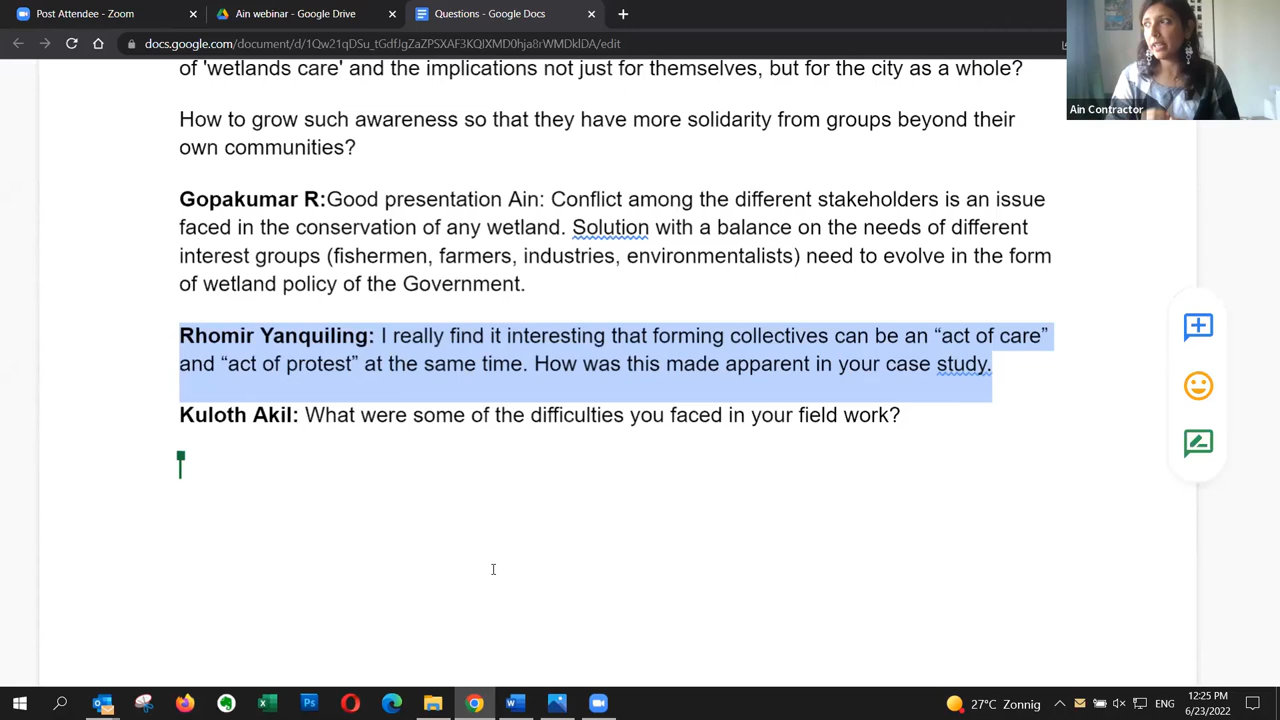 Post Attendee - Zoom
Ain webinar - Google Drive
Questions - Google Docs
docs.google.com/document/d/1Qw21qDSu_tGdfJgZaZPSXAF3KQIXMD0hja8rWMDklDA/edit
of 'wetlands care' and the implications not just for themselves, but for the city as a whole?
How to grow such awareness so that they have more solidarity from groups beyond their
own communities?
Gopakumar R:Good presentation Ain: Conflict among the different stakeholders is an issue
faced in the conservation of any wetland. Solution with a balance on the needs of different
interest groups (fishermen, farmers, industries, environmentalists) need to evolve in the form
of wetland policy of the Government.
Rhomir Yanquiling: I really find it interesting that forming collectives can be an “act of care”
and “act of protest” at the same time. How was this made apparent in your case study.
Kuloth Akil: What were some of the difficulties you faced in your field work?
Ain Contractor
27°C Zonnig
ENG
12:25 PM
6/23/2022